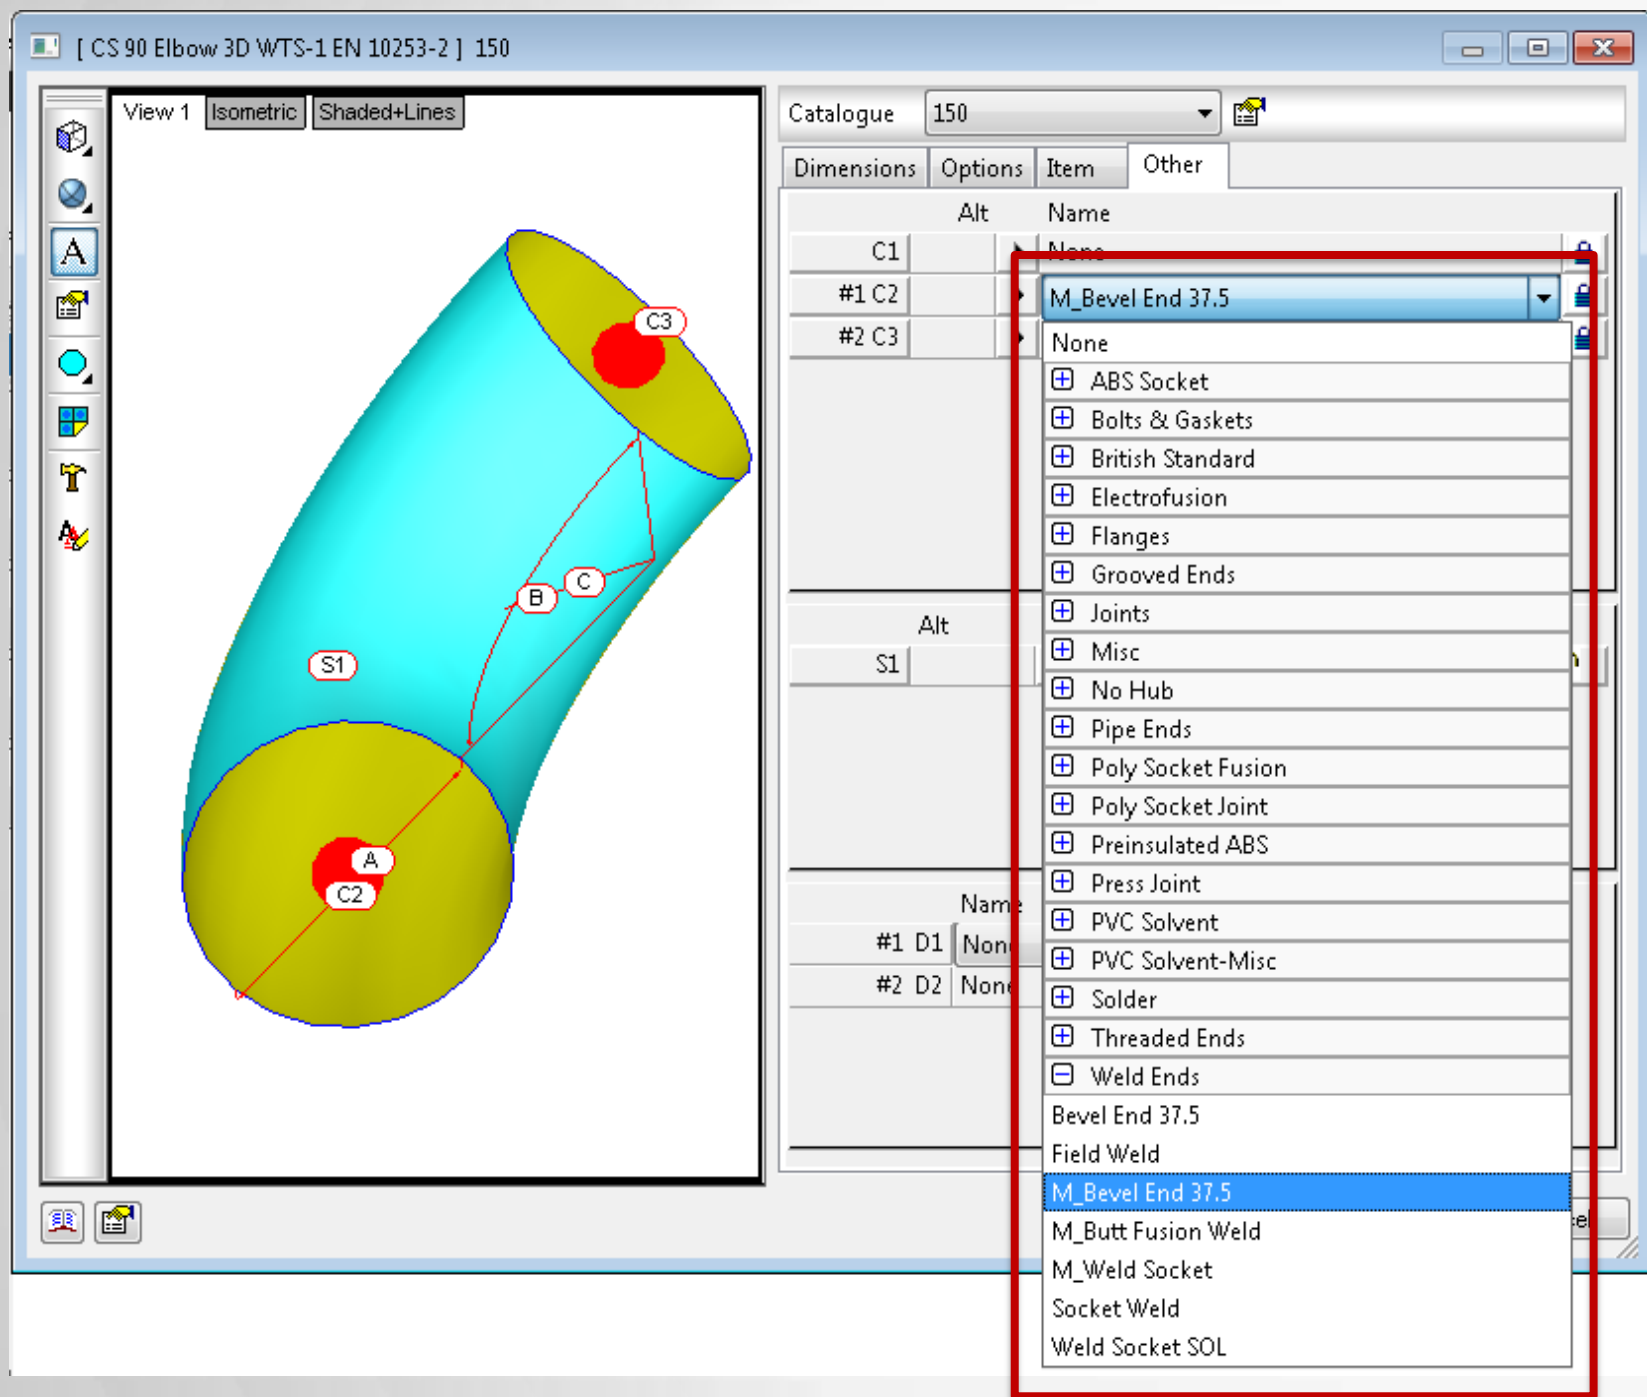 [ CS 90 Elbow 3D WTS-1 EN 10253-2 ] 150
View 1 Isometric Shaded+Lines
C3
B
C
S1
A
C2
A
Catalogue 150
Dimensions Options Item Other
Alt Name
C1 None
#1 C2 M_Bevel End 37.5
#2 C3
None
ABS Socket
Bolts & Gaskets
British Standard
Electrofusion
Flanges
Grooved Ends
Joints
Misc
No Hub
Pipe Ends
Poly Socket Fusion
Poly Socket Joint
Preinsulated ABS
Press Joint
PVC Solvent
PVC Solvent-Misc
Solder
Threaded Ends
Weld Ends
Bevel End 37.5
Field Weld
M_Bevel End 37.5
M_Butt Fusion Weld
M_Weld Socket
Socket Weld
Weld Socket SOL
Alt
S1
Name
#1 D1
#2 D2